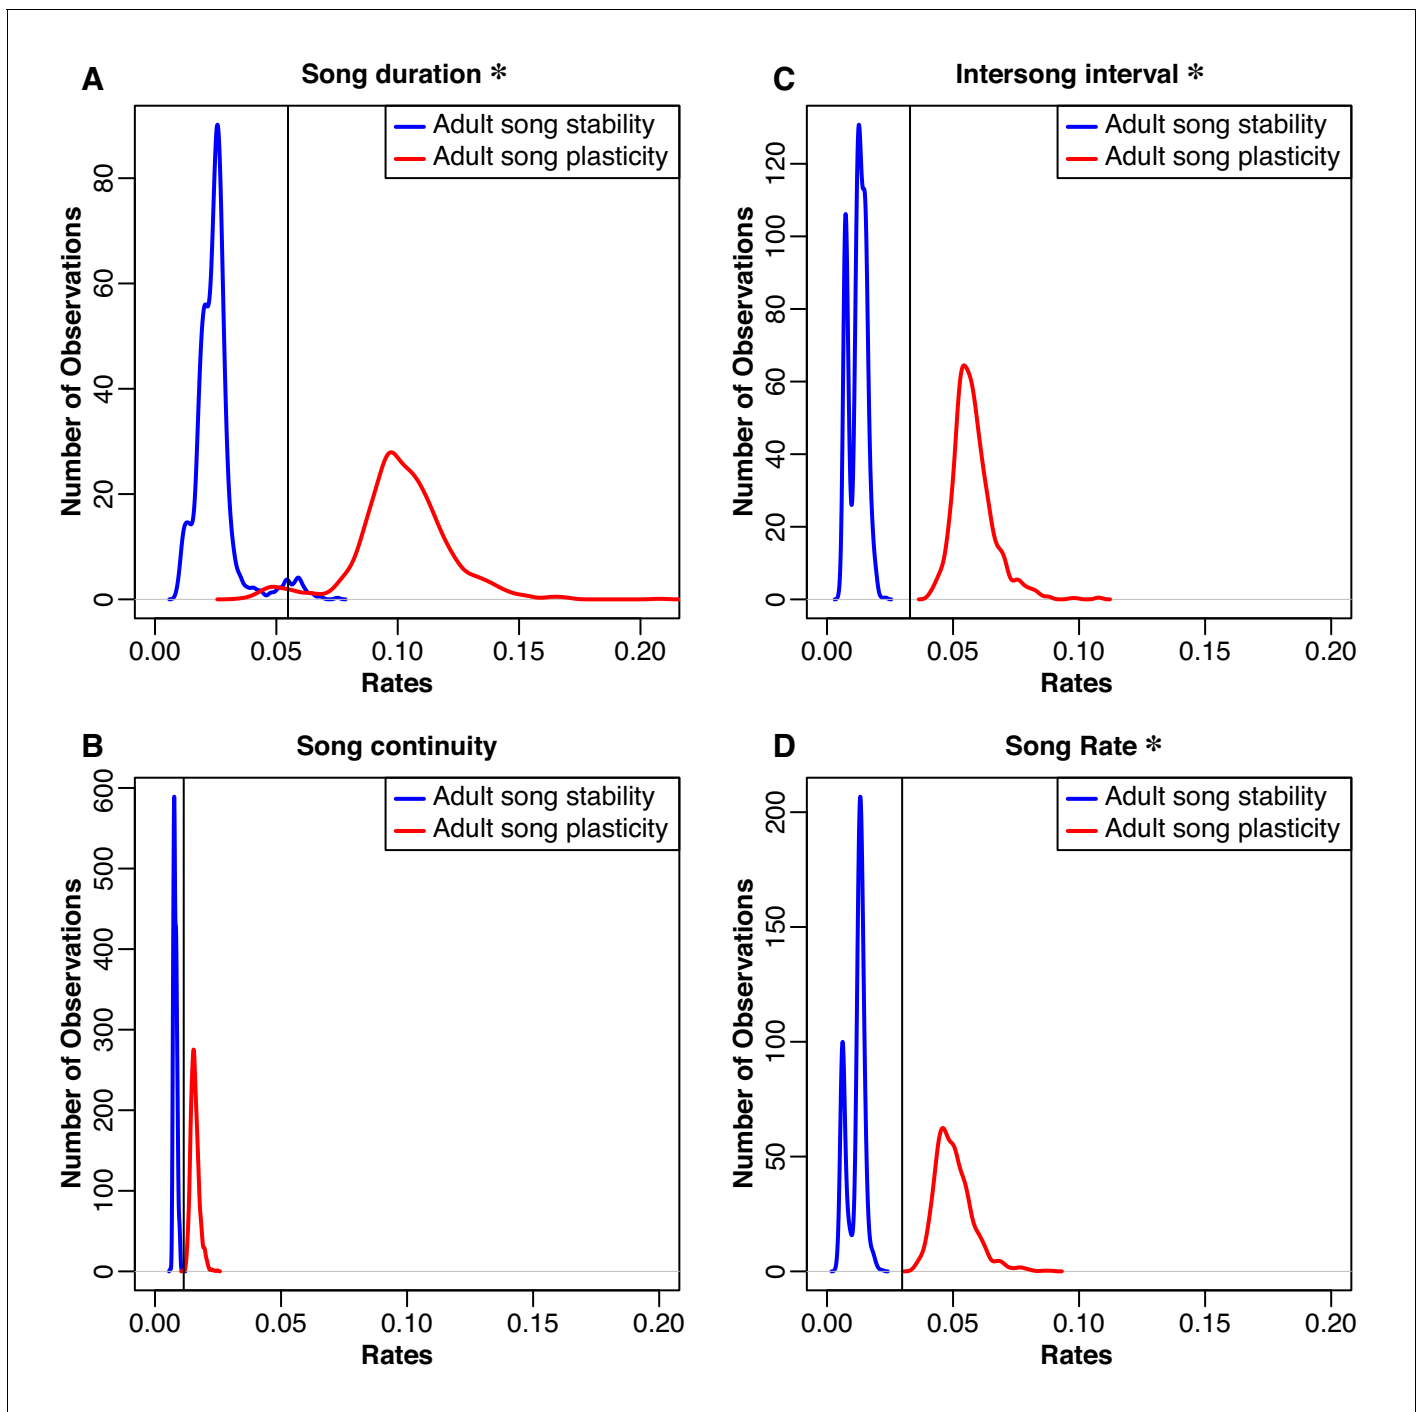 A
Song duration *
Adult song stability
Adult song plasticity
Number of Observations
0
20
40
60
80
0.00
0.05
0.10
0.15
0.20
Rates
C
Intersong interval *
Adult song stability
Adult song plasticity
Number of Observations
0
20
40
60
80
100
120
0.00
0.05
0.10
0.15
0.20
Rates
B
Song continuity
Adult song stability
Adult song plasticity
Number of Observations
0
100
200
300
400
500
600
0.00
0.05
0.10
0.15
0.20
Rates
D
Song Rate *
Adult song stability
Adult song plasticity
Number of Observations
0
50
100
150
200
0.00
0.05
0.10
0.15
0.20
Rates